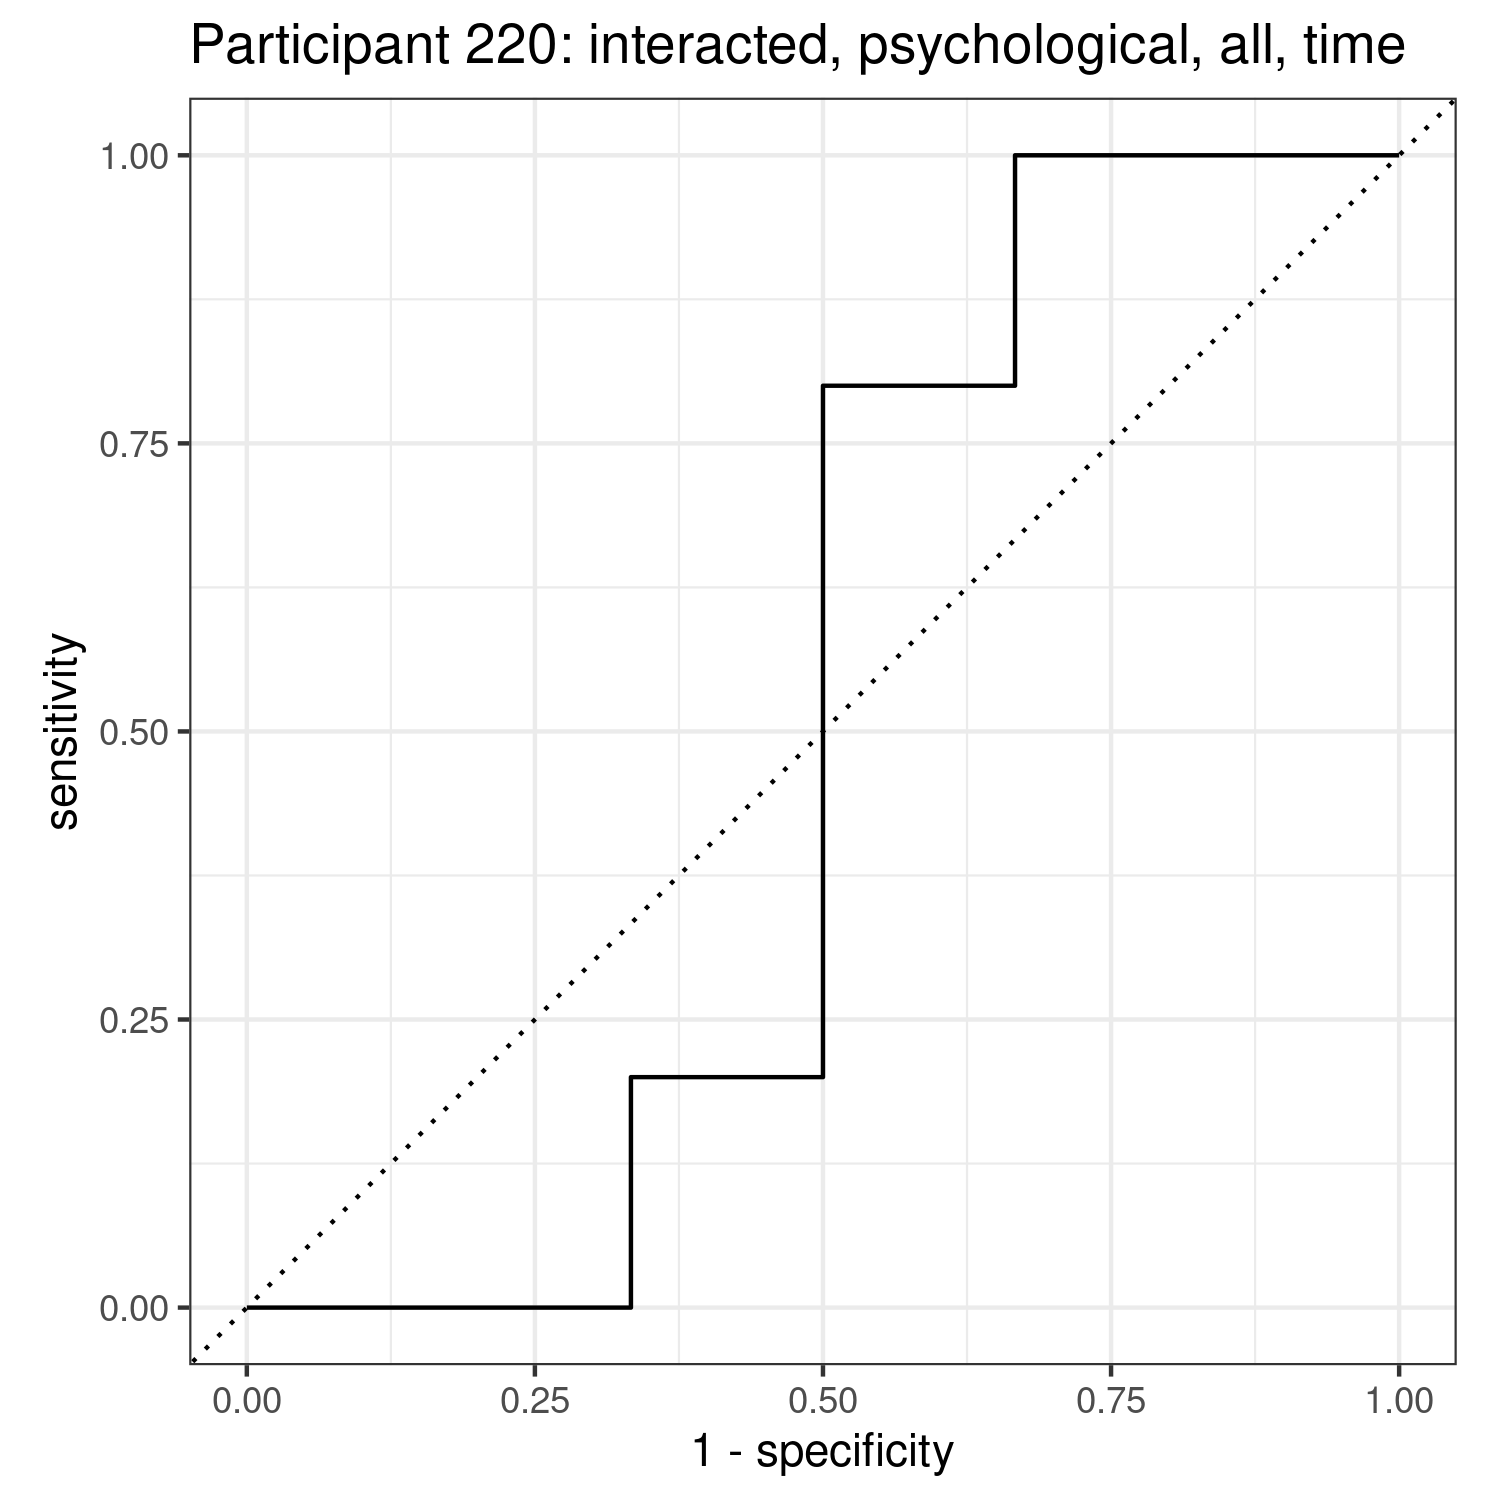 Participant 220: interacted, psychological, all, time
1.00
0.75
0.50
0.25
0.00
sensitivity
0.00 0.25 0.50 0.75 1.00
1 - specificity